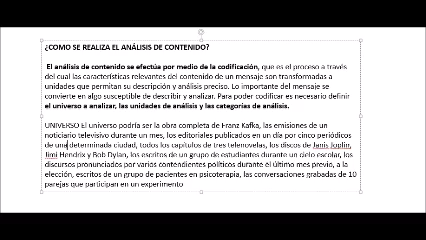 ¿COMO SE REALIZA EL ANÁLISIS DE CONTENIDO?
El análisis de contenido se efectúa por medio de la codificación, que es el proceso a través
del cual las características relevantes del contenido de un mensaje son transformadas a
unidades que permitan su descripción y análisis preciso. Lo importante del mensaje se
convierte en algo susceptible de describir y analizar. Para poder codificar es necesario definir
el universo a analizar, las unidades de análisis y las categorías de análisis.
UNIVERSO El universo podría ser la obra completa de Franz Kafka, las emisiones de un
noticiario televisivo durante un mes, los editoriales publicados en un día por cinco periódicos
de una determinada ciudad, todos los capítulos de tres telenovelas, los discos de Janis Joplin,
Jimi Hendrix y Bob Dylan, los escritos de un grupo de estudiantes durante un ciclo escolar, los
discursos pronunciados por varios contendientes políticos durante el último mes previo, a la
elección, escritos de un grupo de pacientes en psicoterapia, las conversaciones grabadas de 10
parejas que participan en un experimento